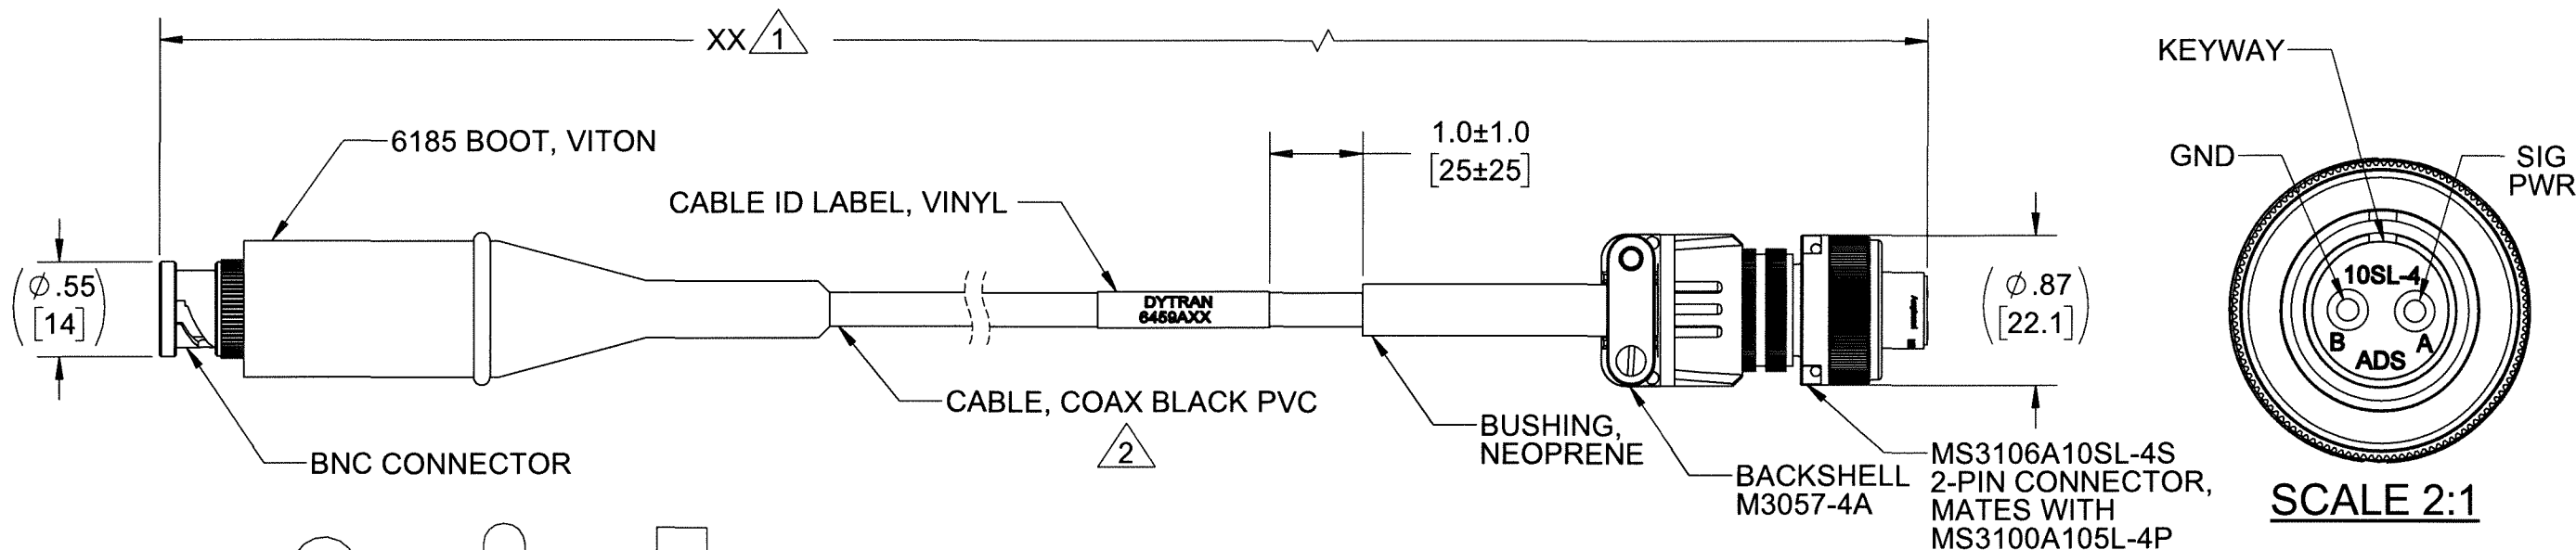 XX 1
KEYWAY
6185 BOOT, VITON
1.0±1.0
[25±25]
GND
SIG
PWR
CABLE ID LABEL, VINYL
Ø.55
[14]
DYTRAN
6459AXX
Ø.87
[22.1]
10SL-4
B
A
ADS
CABLE, COAX BLACK PVC
2
BNC CONNECTOR
BUSHING,
NEOPRENE
BACKSHELL
M3057-4A
MS3106A10SL-4S
2-PIN CONNECTOR,
MATES WITH
MS3100A105L-4P
SCALE 2:1